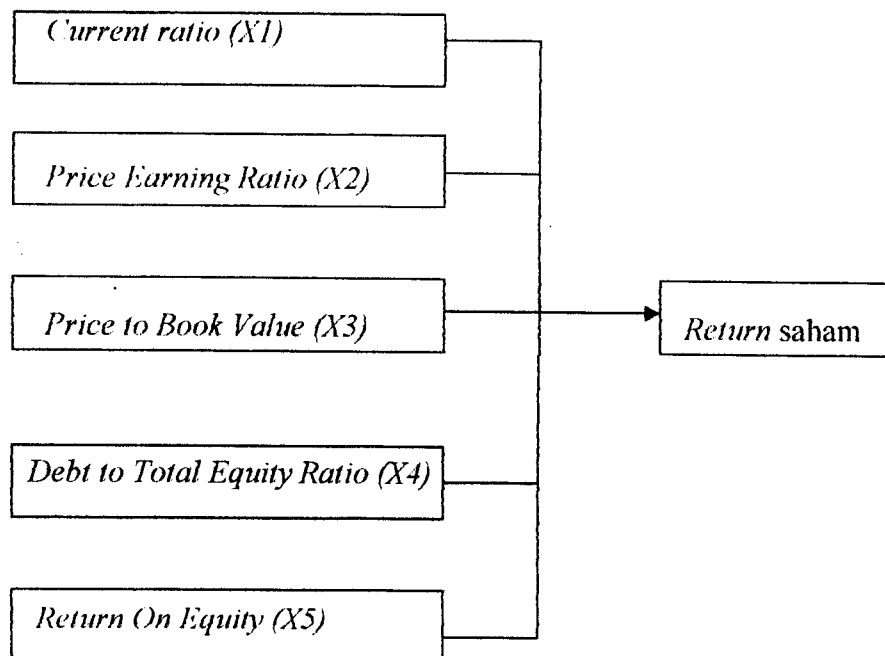 Current ratio (X1)
Price Earning Ratio (X2)
Price to Book Value (X3)
Return saham
Debt to Total Equity Ratio (X4)
Return On Equity (X5)